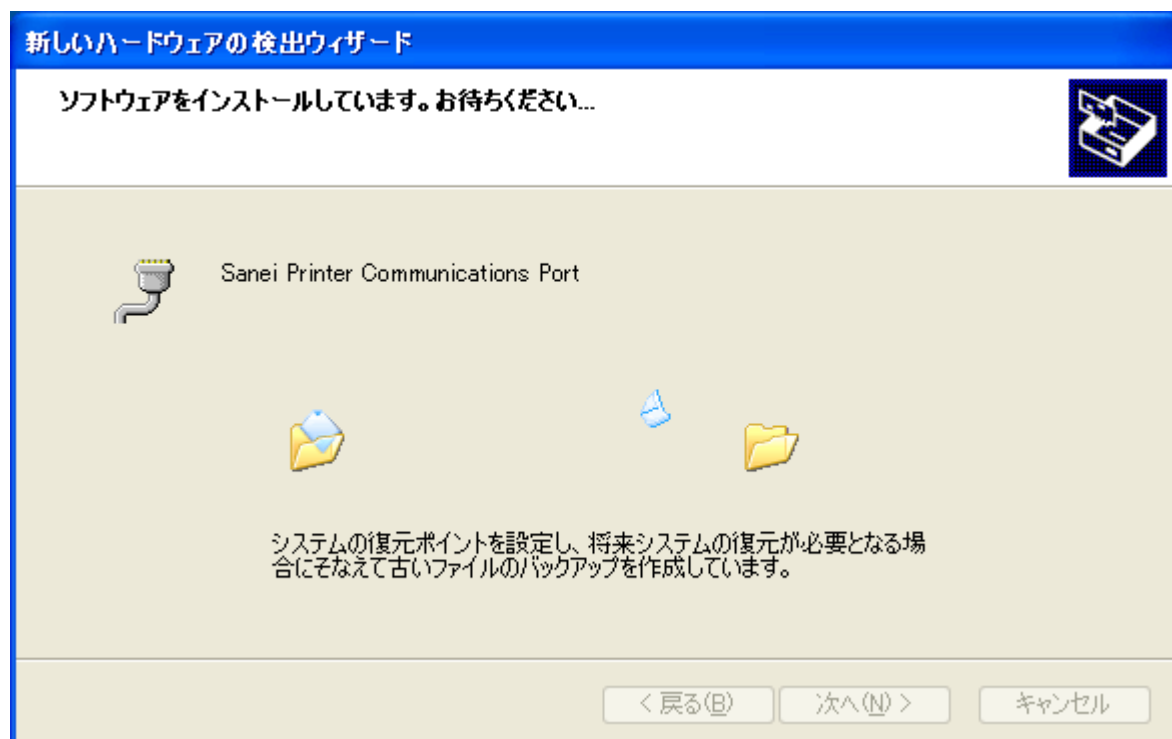 新しいハードウェアの検出ウィザード
ソフトウェアをインストールしています。お待ちください...
Sanei Printer Communications Port
システムの復元ポイントを設定し、将来システムの復元が必要となる場
合にそなえて古いファイルのバックアップを作成しています。
< 戻る(B) 次へ(N) > キャンセル